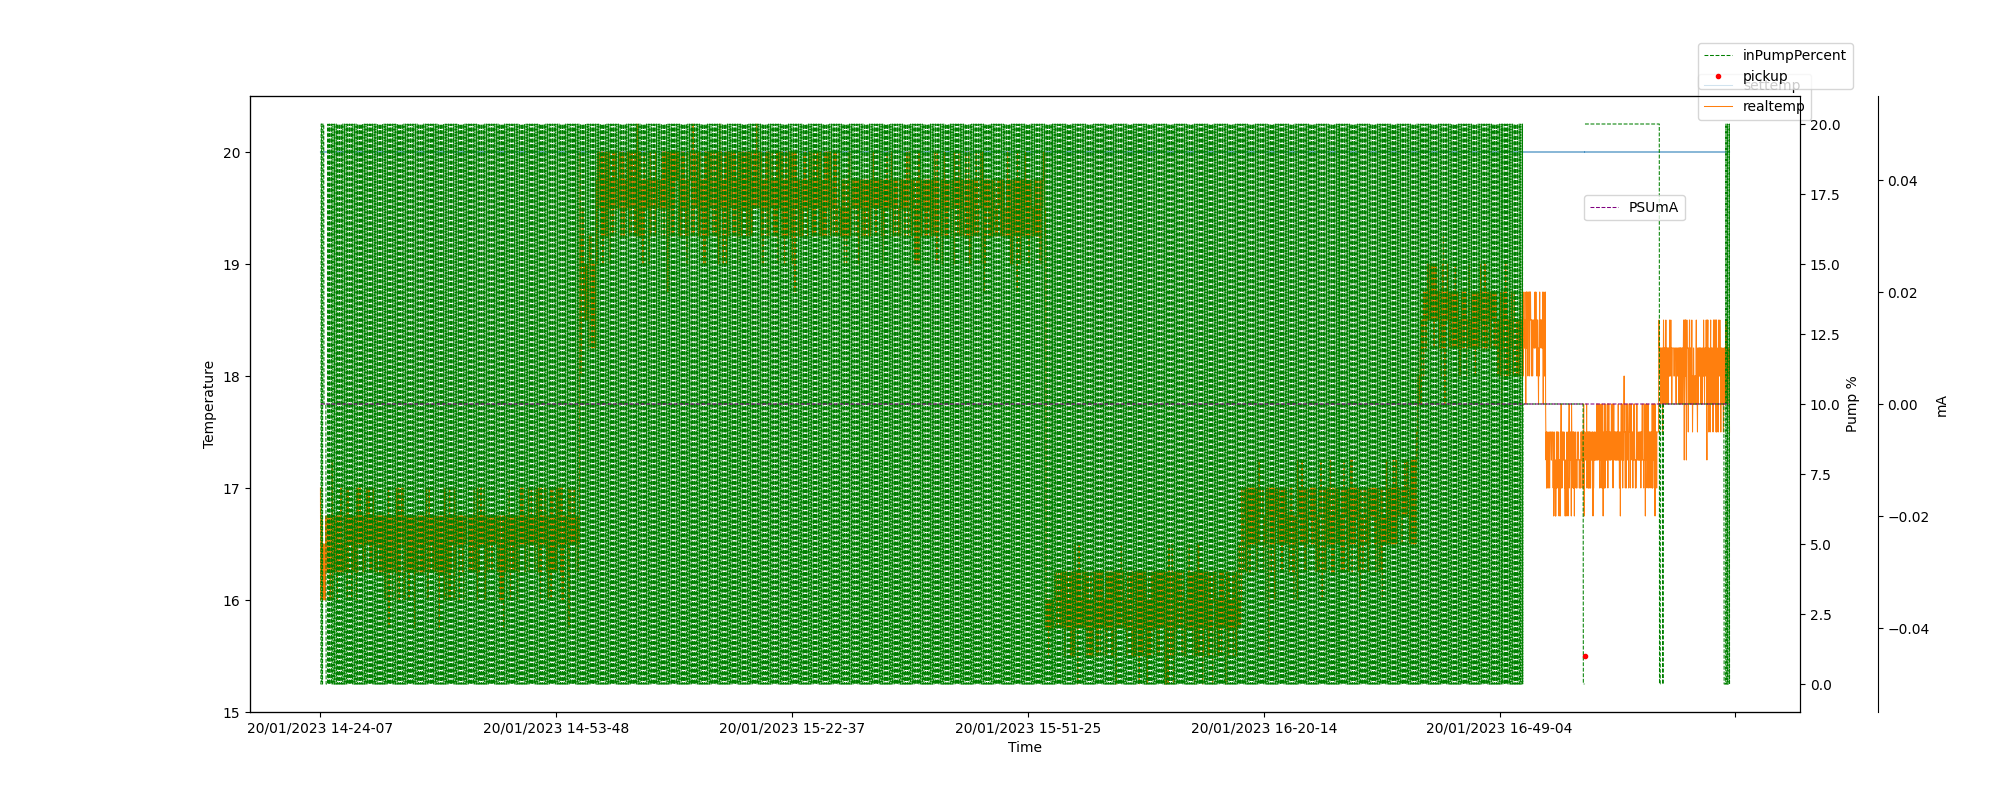 inPumpPercent
pickup
settemp
realtemp
PSUmA
20
19
18
17
16
15
Temperature
20.0
17.5
15.0
12.5
10.0
7.5
5.0
2.5
0.0
Pump %
0.04
0.02
0.00
−0.02
−0.04
mA
20/01/2023 14-24-07
20/01/2023 14-53-48
20/01/2023 15-22-37
20/01/2023 15-51-25
20/01/2023 16-20-14
20/01/2023 16-49-04
Time